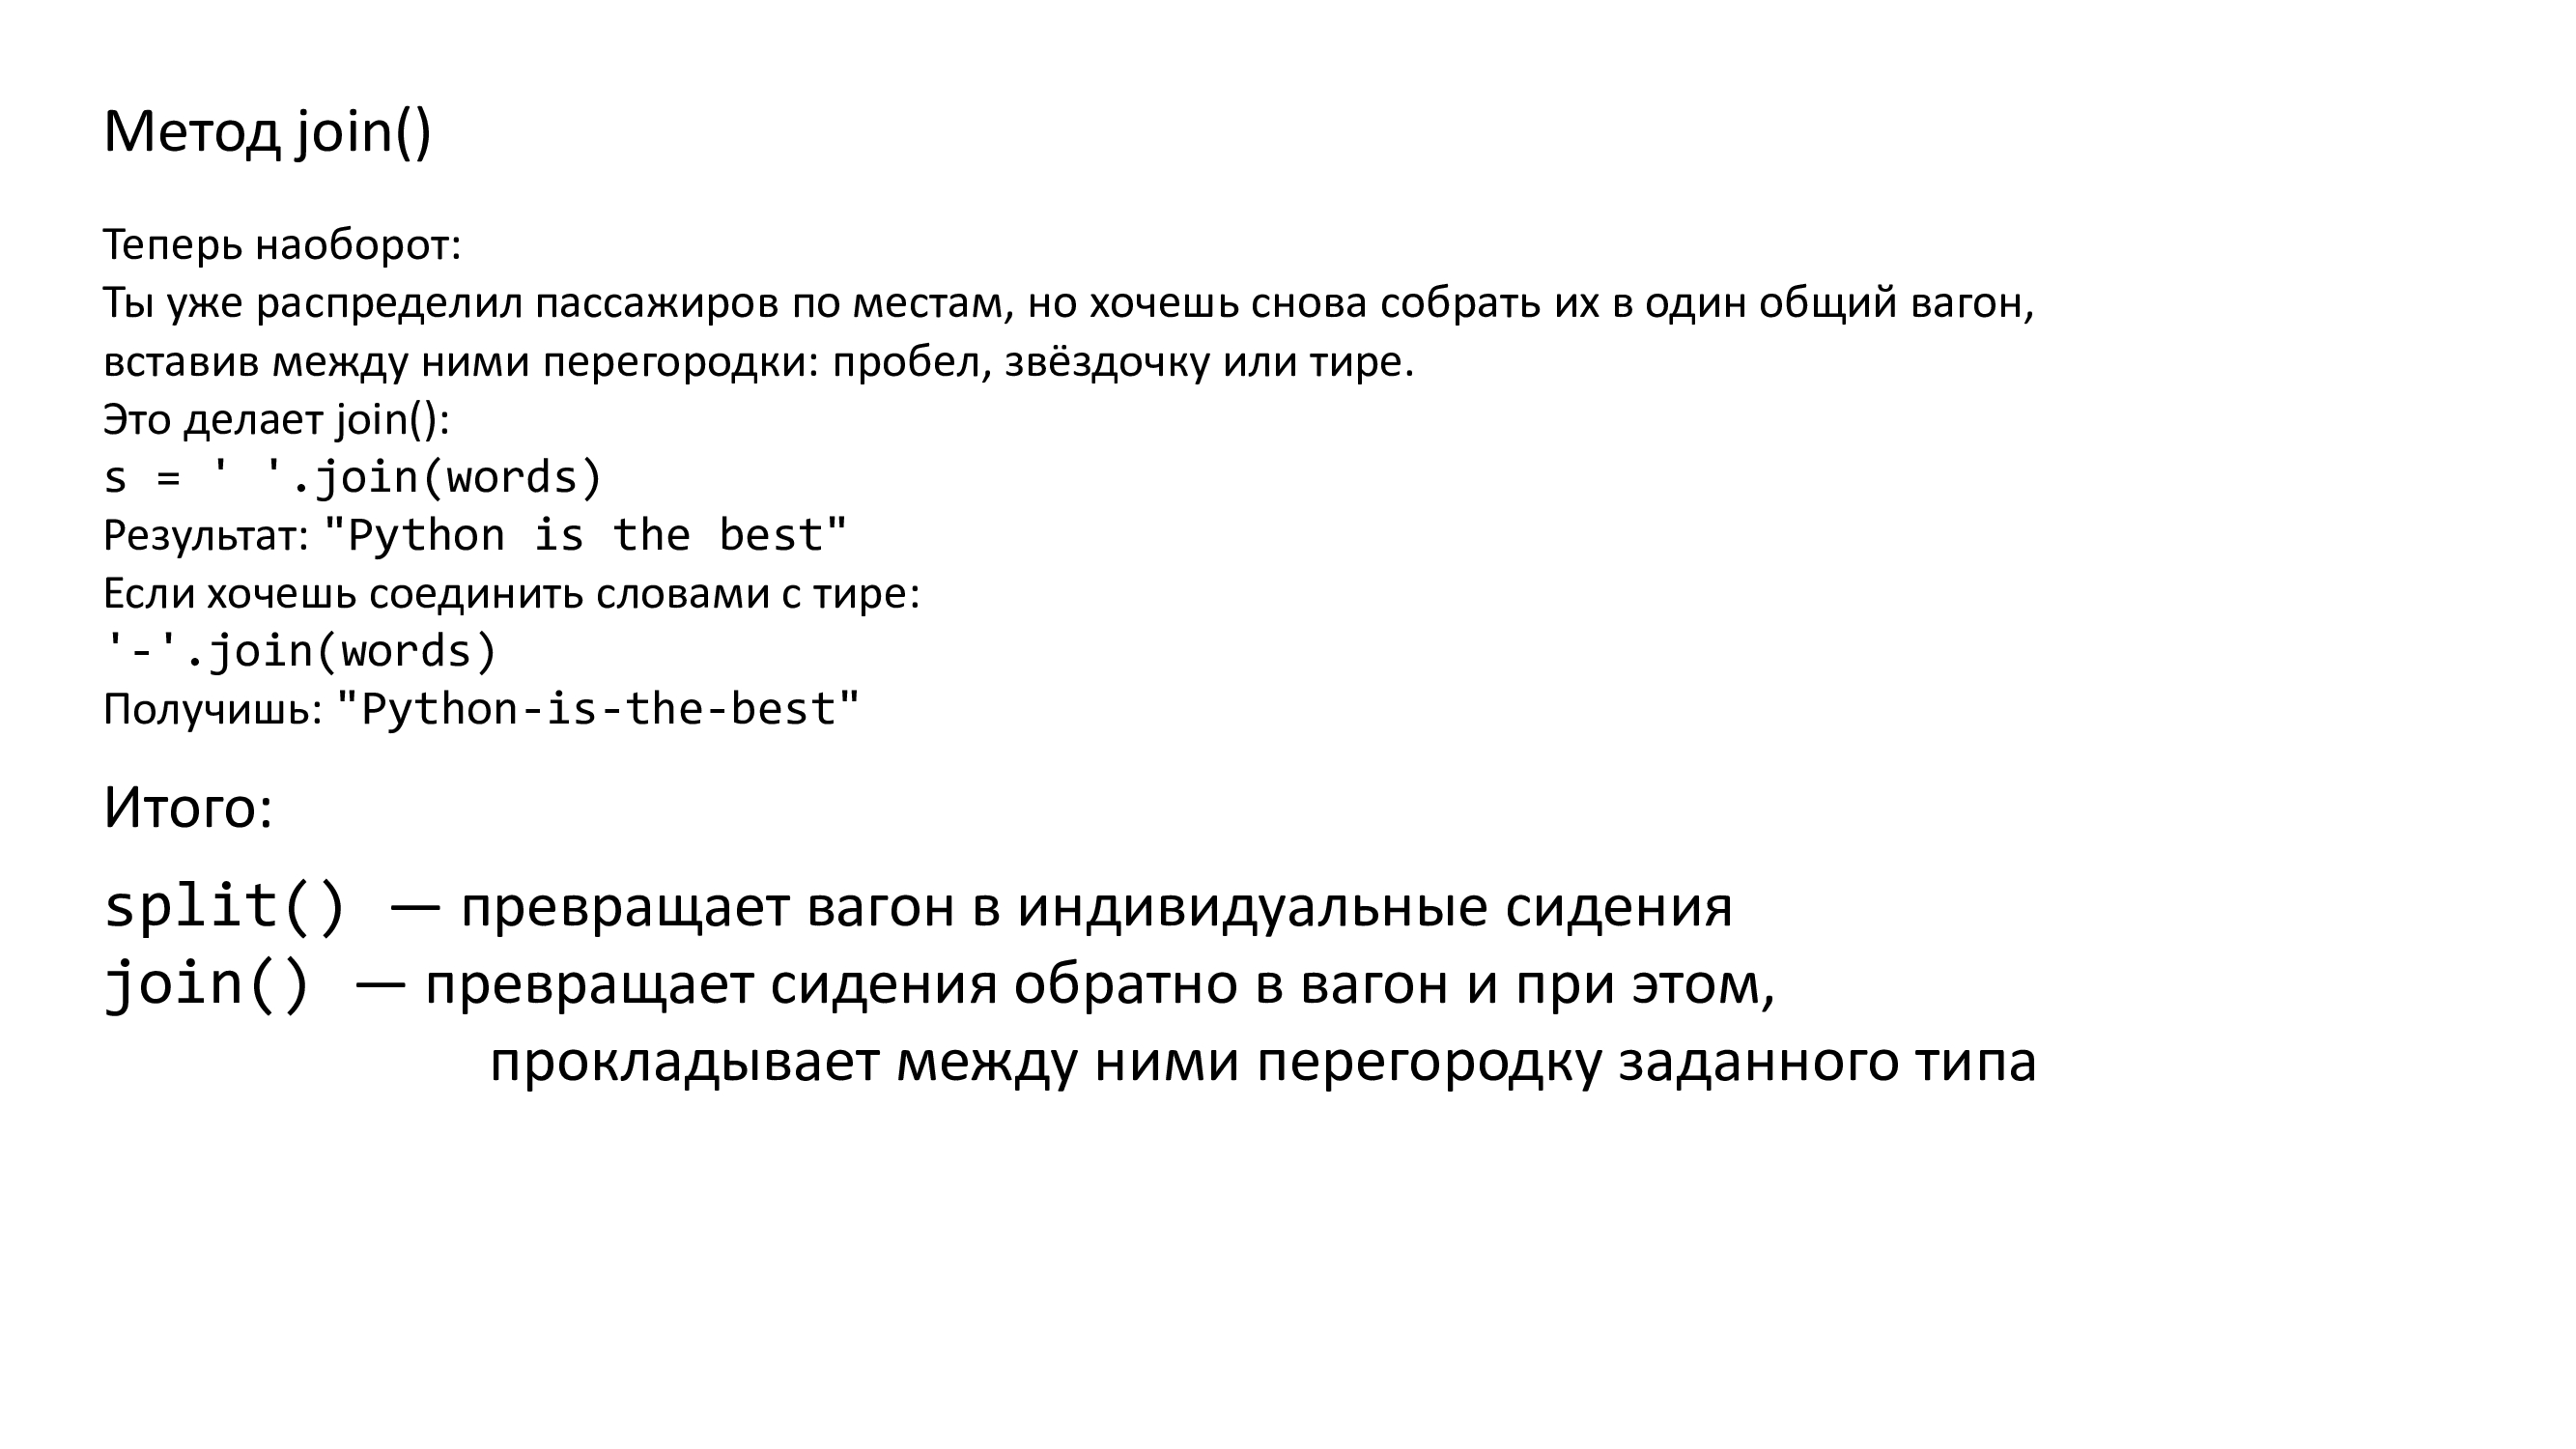 Метод join()
Теперь наоборот:
Ты уже распределил пассажиров по местам, но хочешь снова собрать их в один общий вагон,
вставив между ними перегородки: пробел, звёздочку или тире.
Это делает join():
s = ' '.join(words)
Результат: "Python is the best"
Если хочешь соединить словами с тире:
'-'.join(words)
Получишь: "Python-is-the-best"
Итого:
split() — превращает вагон в индивидуальные сидения
join() — превращает сидения обратно в вагон и при этом,
прокладывает между ними перегородку заданного типа